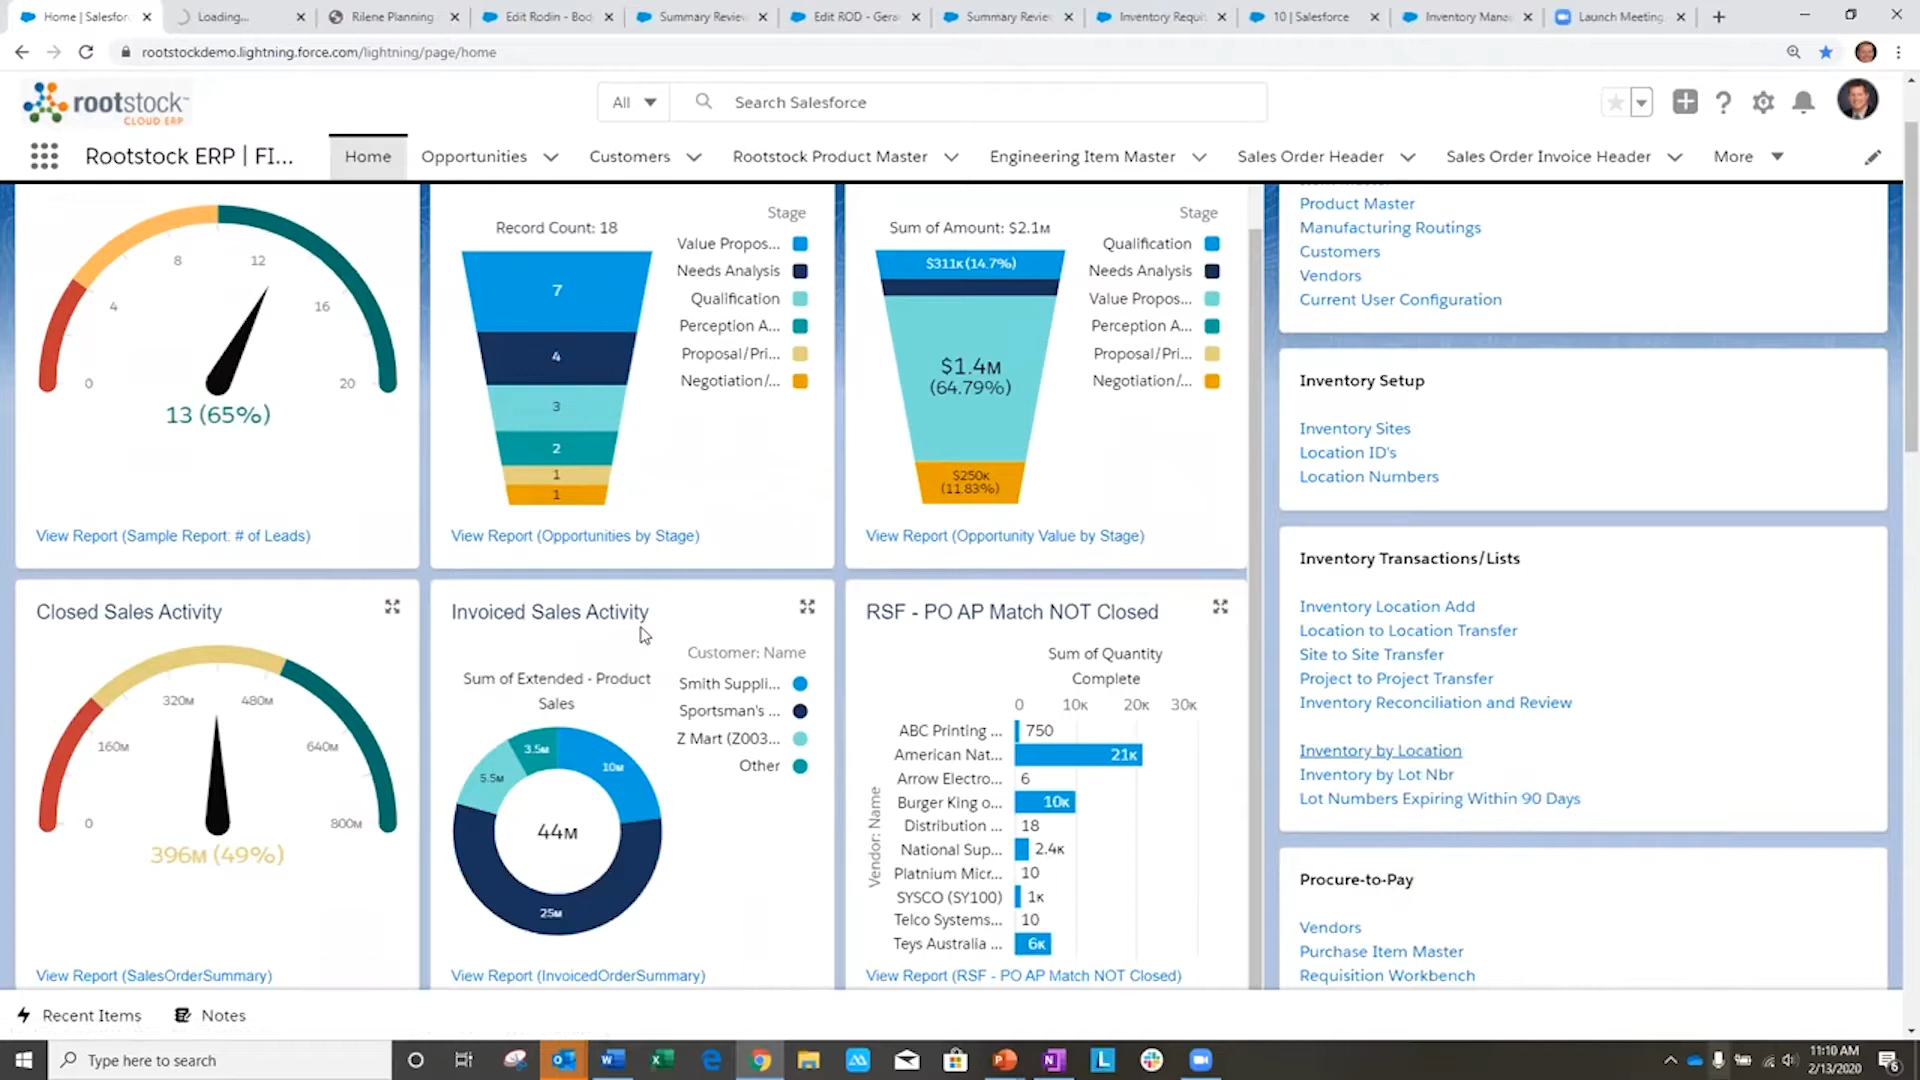 Home | Salesfor
Loading...
Rilene Planning
Edit Rodin - Bod
Summary Review
Edit ROD - Gera
Summary Review
Inventory Requi
10 | Salesforce
Inventory Mana
Launch Meeting
rootstockdemo.lightning.force.com/lightning/page/home
rootstock™
CLOUD ERP
All
Search Salesforce
Rootstock ERP | FI...
Home
Opportunities
Customers
Rootstock Product Master
Engineering Item Master
Sales Order Header
Sales Order Invoice Header
More
0
4
8
12
16
20
13 (65%)
View Report (Sample Report: # of Leads)
Record Count: 18
Stage
Value Propos...
Needs Analysis
Qualification
Perception A...
Proposal/Pri...
Negotiation/...
7
4
3
2
1
1
View Report (Opportunities by Stage)
Sum of Amount: $2.1M
Stage
Qualification
Needs Analysis
Value Propos...
Perception A...
Proposal/Pri...
Negotiation/...
$311K (14.7%)
$1.4M
(64.79%)
$250K
(11.83%)
View Report (Opportunity Value by Stage)
Closed Sales Activity
0
160M
320M
480M
640M
800M
396M (49%)
View Report (SalesOrderSummary)
Invoiced Sales Activity
Sum of Extended - Product
Sales
Customer: Name
Smith Suppli...
Sportsman's ...
Z Mart (Z003...
Other
3.5M
10M
5.5M
44M
25M
View Report (InvoicedOrderSummary)
RSF - PO AP Match NOT Closed
Sum of Quantity
Complete
0 10K 20K 30K
Vendor: Name
ABC Printing ... 750
American Nat... 21K
Arrow Electro... 6
Burger King o... 10K
Distribution ... 18
National Sup... 2.4K
Platnium Micr... 10
SYSCO (SY100) 1K
Telco Systems... 10
Teys Australia ... 6K
View Report (RSF - PO AP Match NOT Closed)
Product Master
Manufacturing Routings
Customers
Vendors
Current User Configuration
Inventory Setup
Inventory Sites
Location ID's
Location Numbers
Inventory Transactions/Lists
Inventory Location Add
Location to Location Transfer
Site to Site Transfer
Project to Project Transfer
Inventory Reconciliation and Review
Inventory by Location
Inventory by Lot Nbr
Lot Numbers Expiring Within 90 Days
Procure-to-Pay
Vendors
Purchase Item Master
Requisition Workbench
Recent Items
Notes
Type here to search
11:10 AM
2/13/2020